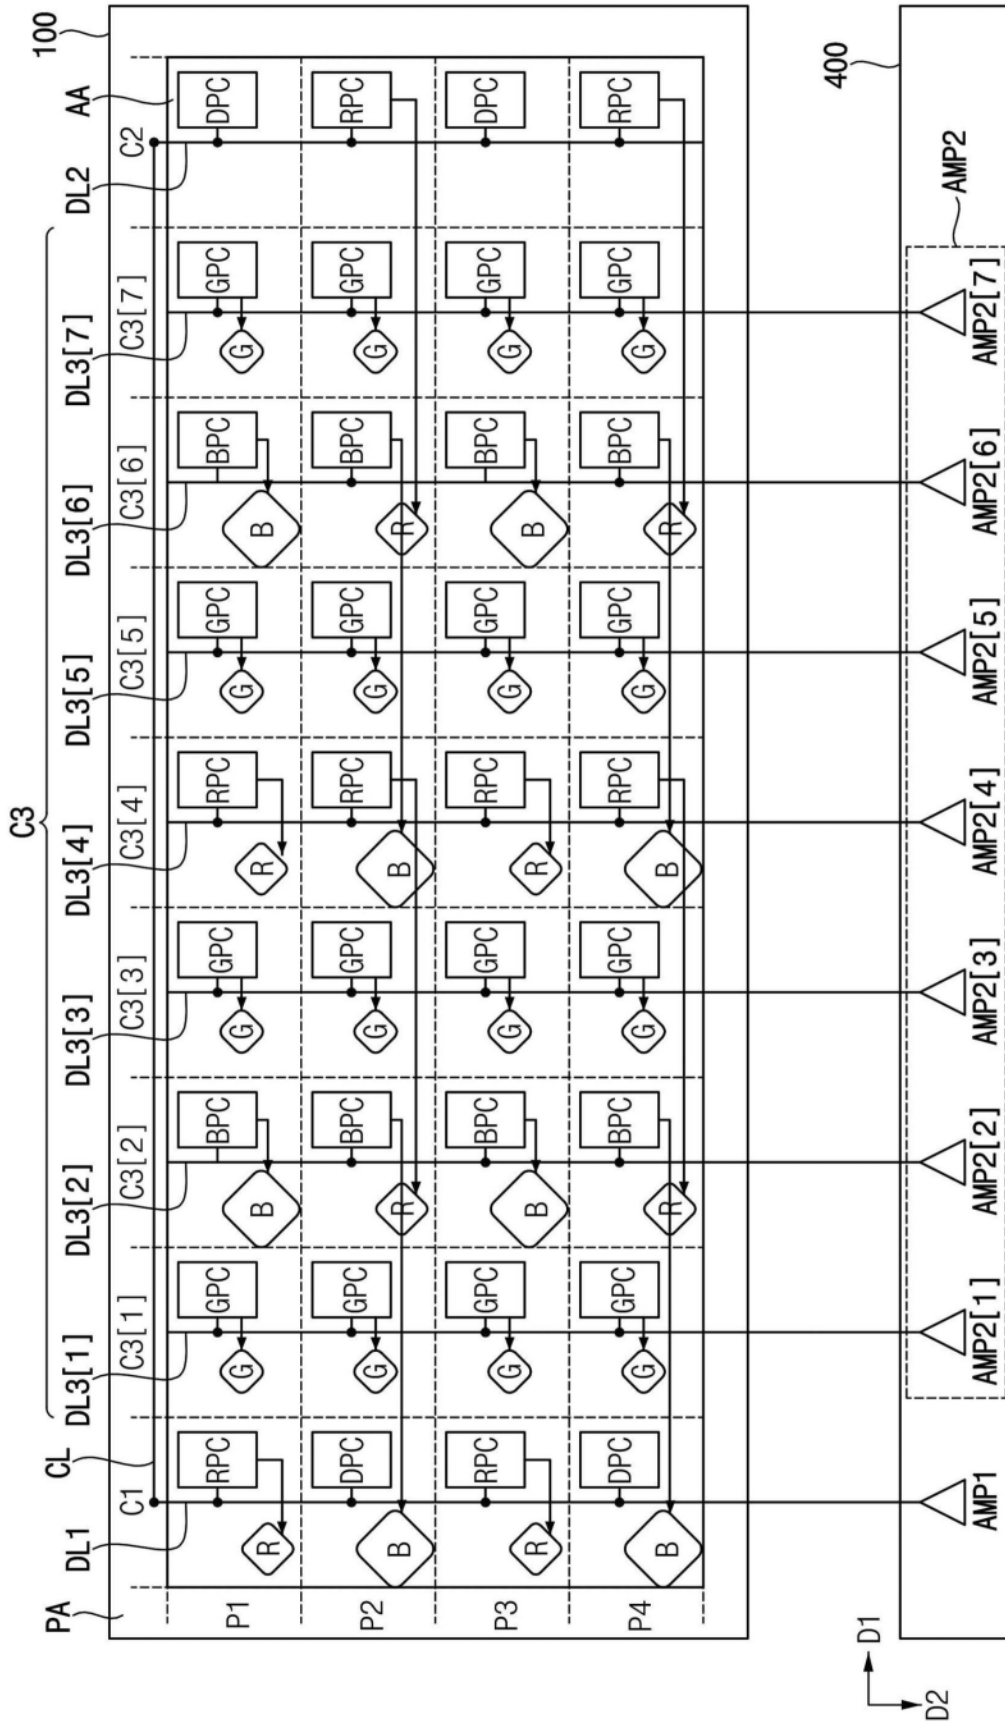 100
C3
PA DL1 CL DL3[1] DL3[2] DL3[3] DL3[4] DL3[5] DL3[6] DL3[7] DL2 AA
C1 C3[1] C3[2] C3[3] C3[4] C3[5] C3[6] C3[7] C2
P1 RPC GPC BPC GPC RPC GPC BPC GPC DPC
R G B G R G B G
P2 DPC GPC BPC GPC RPC GPC BPC GPC RPC
B G R G B G R G
P3 RPC GPC BPC GPC RPC GPC BPC GPC DPC
R G B G R G B G
P4 DPC GPC BPC GPC RPC GPC BPC GPC RPC
B G R G B G R G
400
D1
D2
AMP2
AMP1 AMP2[1] AMP2[2] AMP2[3] AMP2[4] AMP2[5] AMP2[6] AMP2[7]